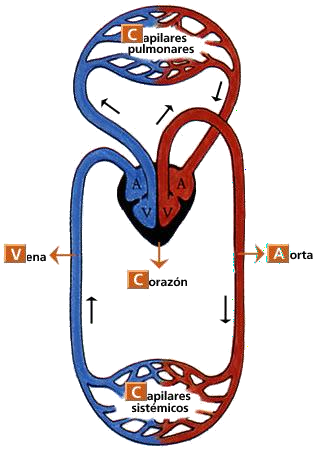 Capilares
pulmonares
A A
V V
Vena
Aorta
Corazón
Capilares
sistémicos